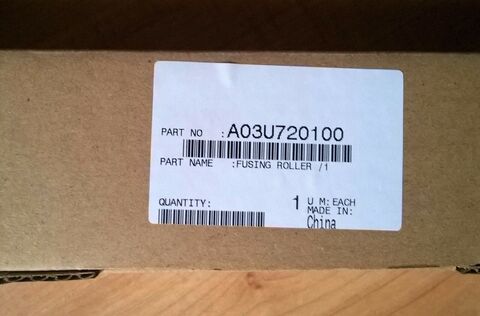 PART NO :A03U720100
PART NAME :FUSING ROLLER /1
QUANTITY: 1 U M:EACH
MADE IN:
China